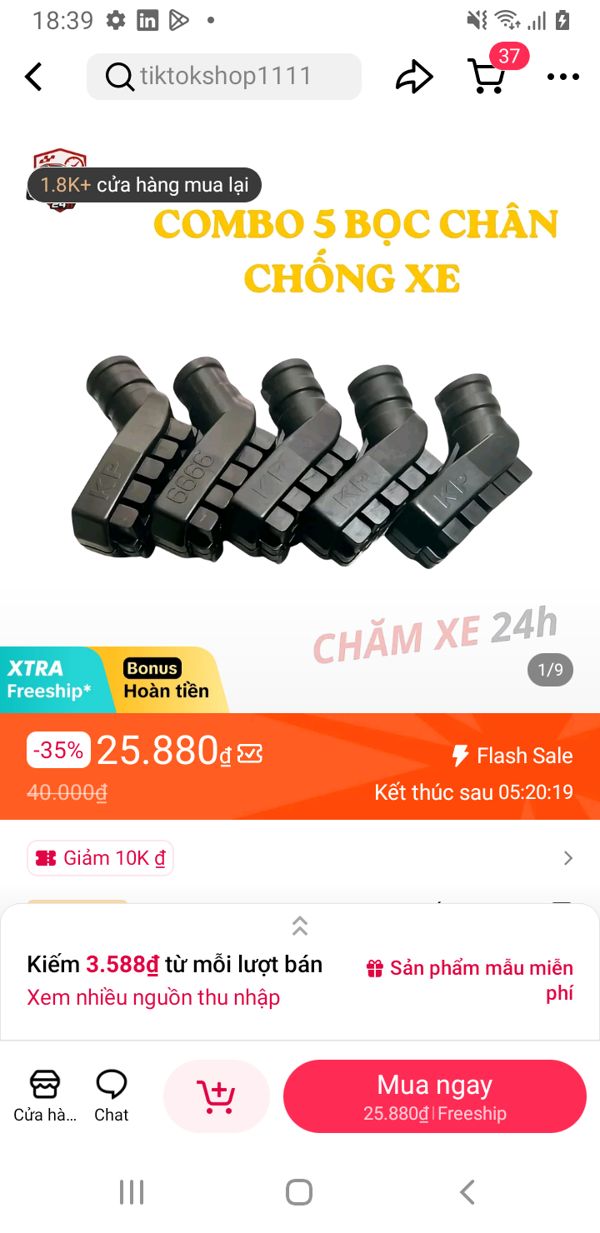 18:39
37
tiktokshop1111
1.8K+ cửa hàng mua lại
24
COMBO 5 BỌC CHÂN
CHỐNG XE
KP
6666
KP
KP
KP
CHĂM XE 24h
1/9
XTRA
Freeship*
Bonus
Hoàn tiền
-35% 25.880₫
40.000₫
Flash Sale
Kết thúc sau 05:20:19
Giảm 10K ₫
Kiếm 3.588₫ từ mỗi lượt bán
Xem nhiều nguồn thu nhập
Sản phẩm mẫu miễn
phí
Cửa hà...
Chat
Mua ngay
25.880₫ | Freeship